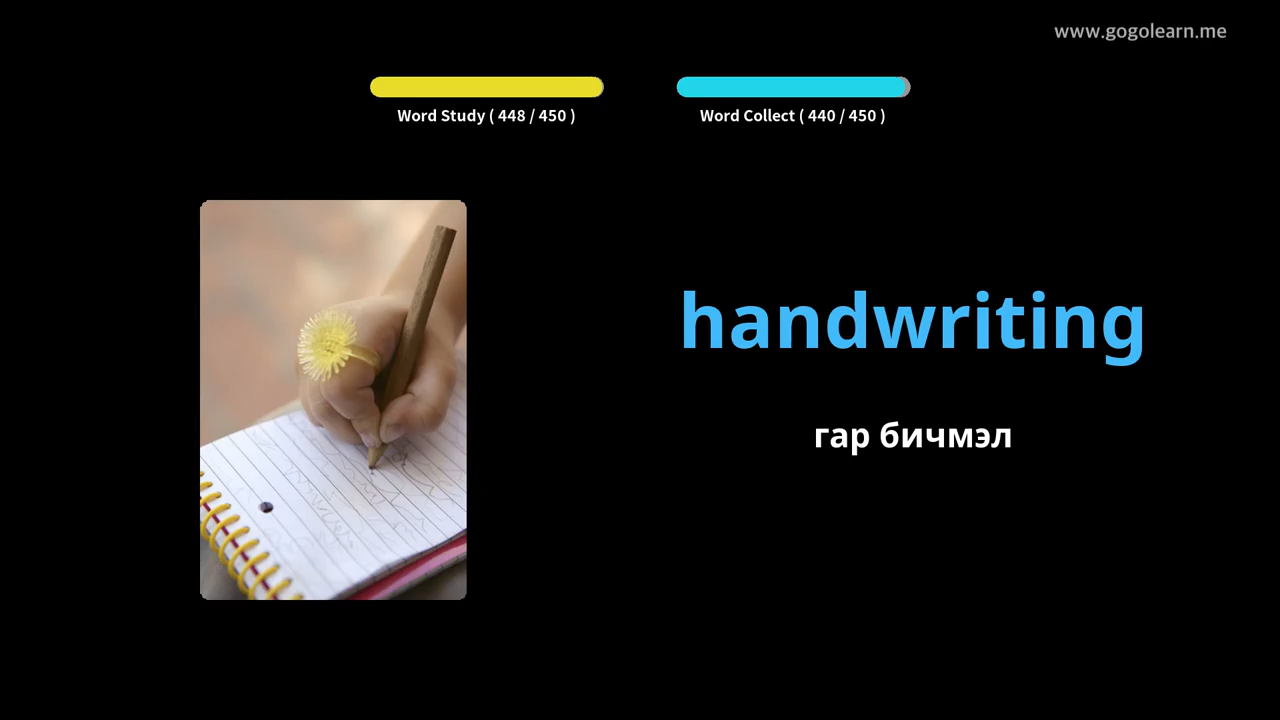 www.gogolearn.me
Word Study ( 448 / 450 )
Word Collect ( 440 / 450 )
handwriting
гар бичмэл